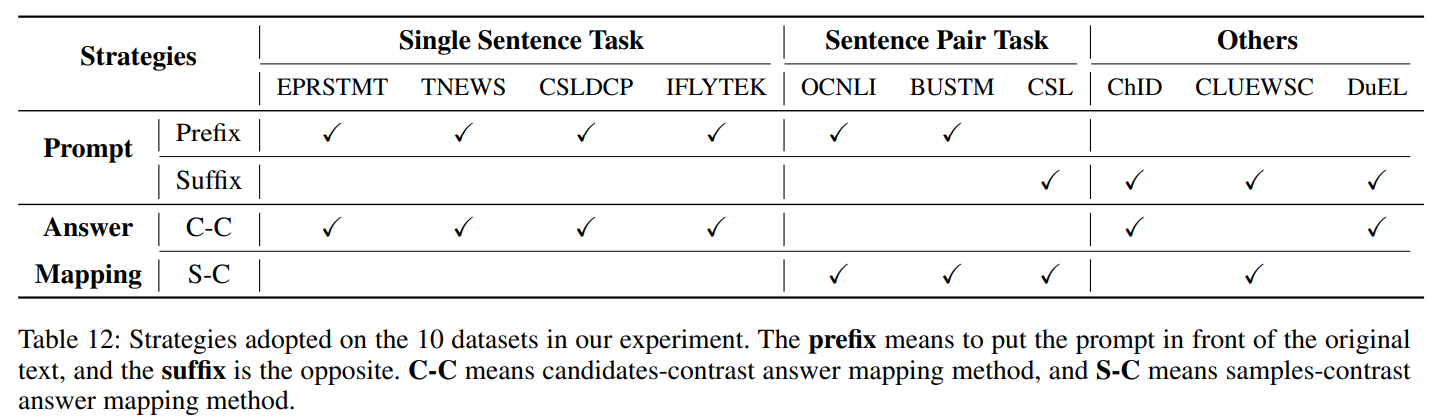 Strategies Single Sentence Task Sentence Pair Task Others
EPRSTMT TNEWS CSLDCP IFLYTEK OCNLI BUSTM CSL ChID CLUEWSC DuEL
Prompt Prefix ✓ ✓ ✓ ✓ ✓ ✓
Suffix ✓ ✓ ✓ ✓
Answer C-C ✓ ✓ ✓ ✓ ✓ ✓
Mapping S-C ✓ ✓ ✓ ✓
Table 12: Strategies adopted on the 10 datasets in our experiment. The prefix means to put the prompt in front of the original
text, and the suffix is the opposite. C-C means candidates-contrast answer mapping method, and S-C means samples-contrast
answer mapping method.